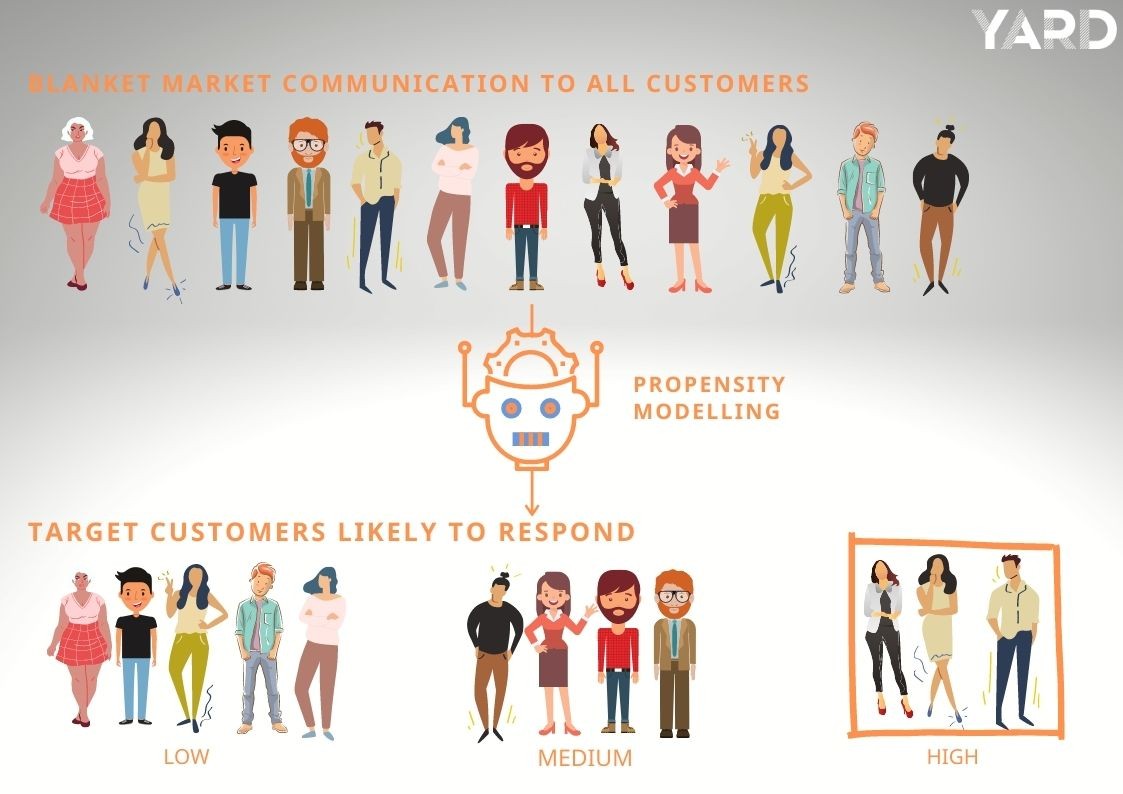 YARD
BLANKET MARKET COMMUNICATION TO ALL CUSTOMERS
PROPENSITY
MODELLING
TARGET CUSTOMERS LIKELY TO RESPOND
LOW
MEDIUM
HIGH